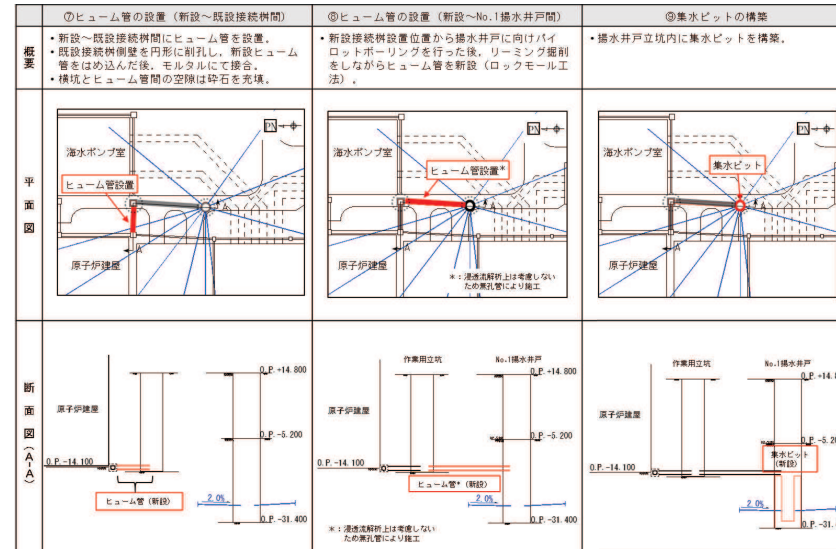 ⑦ヒューム管の設置（新設～既設接続桝間）
⑧ヒューム管の設置（新設～No.1揚水井戸間）
⑨集水ピットの構築
概要
・新設～既設接続桝間にヒューム管を設置。
・既設接続桝側壁を円形に削孔し，新設ヒューム
管をはめ込んだ後，モルタルにて接合。
・横坑とヒューム管間の空隙は砕石を充填。
・新設接続桝設置位置から揚水井戸に向けパイ
ロットボーリングを行った後，リーミング掘削
をしながらヒューム管を新設（ロックモール工
法）。
・揚水井戸立坑内に集水ピットを構築。
平面図
PN
海水ポンプ室
ヒューム管設置
A
A
原子炉建屋
PN
海水ポンプ室
ヒューム管設置*
A
A
原子炉建屋
*：浸透流解析上は考慮しない
ため無孔管により施工
PN
海水ポンプ室
集水ピット
A
A
原子炉建屋
断面図(A-A)
O.P.+14.800
原子炉建屋
O.P.-5.200
O.P.-14.100
ヒューム管（新設）
2.0%
O.P.-31.400
作業用立坑
No.1揚水井戸
O.P.+14.800
原子炉建屋
O.P.-5.200
O.P.-14.100
ヒューム管*（新設）
2.0%
O.P.-31.400
*：浸透流解析上は考慮しない
ため無孔管により施工
作業用立坑
No.1揚水井戸
O.P.+14.8
原子炉建屋
O.P.-5.20
集水ピット
（新設）
O.P.-14.100
2.0%
O.P.-31.